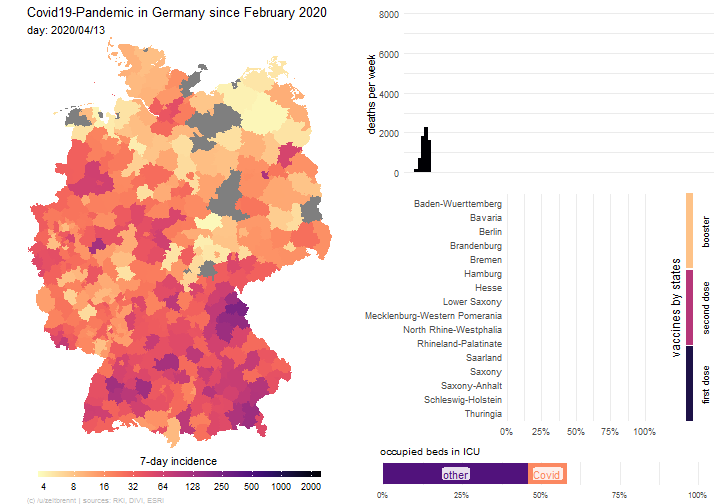 Covid19-Pandemic in Germany since February 2020
day: 2020/04/13
7-day incidence
4 8 16 32 64 125 250 500 1000 2000
(c) /u/zeitbremt | sources: RKI, DIVI, ESRI
deaths per week
8000
6000
4000
2000
0
Baden-Wuerttemberg
Bavaria
Berlin
Brandenburg
Bremen
Hamburg
Hesse
Lower Saxony
Mecklenburg-Western Pomerania
North Rhine-Westphalia
Rhineland-Palatinate
Saarland
Saxony
Saxony-Anhalt
Schleswig-Holstein
Thuringia
0% 25% 50% 75% 100%
vaccines by states
booster
second dose
first dose
occupied beds in ICU
other Covid
0% 25% 50% 75% 100%